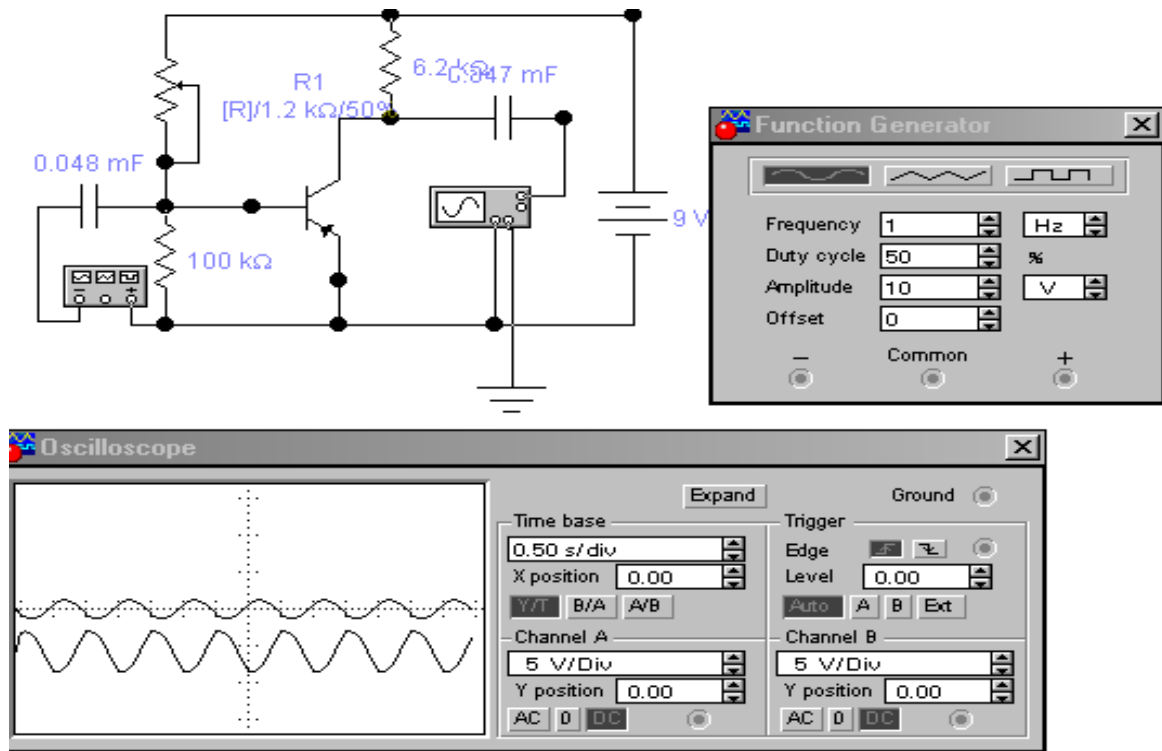 6.2 kΩ
0.047 mF
R1
[R]/1.2 kΩ/50%
0.048 mF
100 kΩ
9 V
Function Generator
Frequency 1 Hz
Duty cycle 50 %
Amplitude 10 V
Offset 0
− Common +
Oscilloscope
Expand Ground
Time base
0.50 s/div
X position 0.00
Y/T B/A A/B
Trigger
Edge
Level 0.00
Auto A B Ext
Channel A
5 V/Div
Y position 0.00
AC 0 DC
Channel B
5 V/Div
Y position 0.00
AC 0 DC